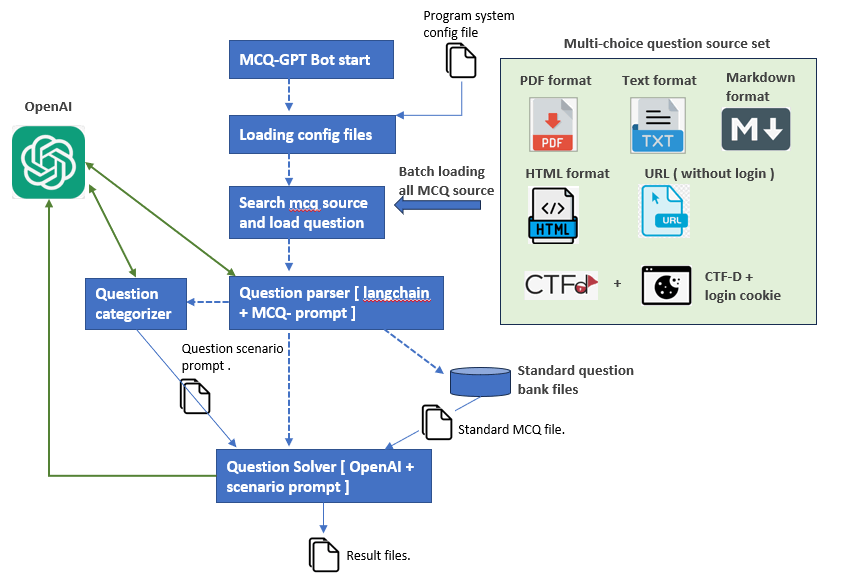 Program system
config file
MCQ-GPT Bot start
Multi-choice question source set
PDF format
Text format
Markdown
format
OpenAI
Loading config files
PDF
TXT
M
Batch loading
all MCQ source
HTML format
URL ( without login )
Search mcq source
and load question
</>
HTML
URL
Question
categorizer
Question parser [ langchain
+ MCQ- prompt ]
CTFd
+
CTF-D +
login cookie
Question scenario
prompt .
Standard question
bank files
Standard MCQ file.
Question Solver [ OpenAI +
scenario prompt ]
Result files.